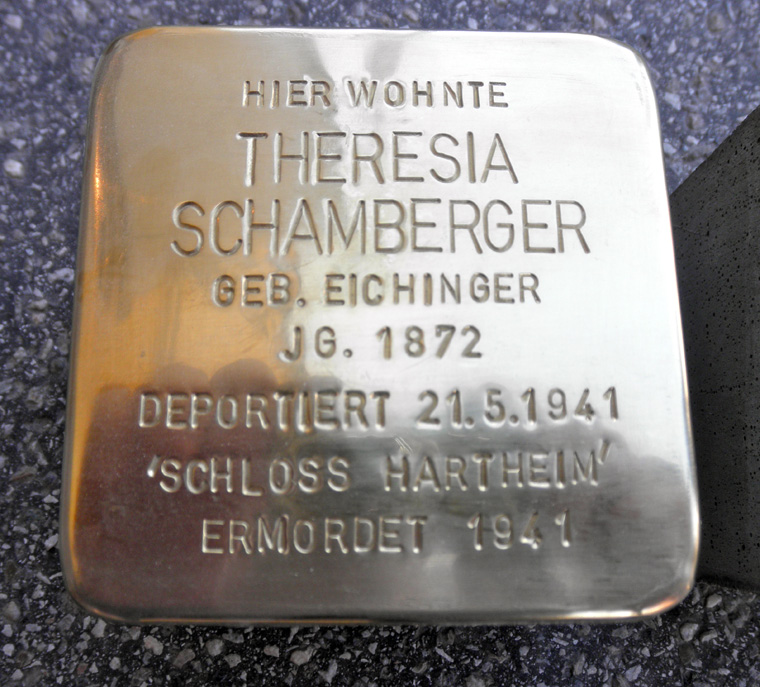 HIER WOHNTE
THERESIA
SCHAMBERGER
GEB. EICHINGER
JG. 1872
DEPORTIERT 21.5.1941
'SCHLOSS HARTHEIM'
ERMORDET 1941